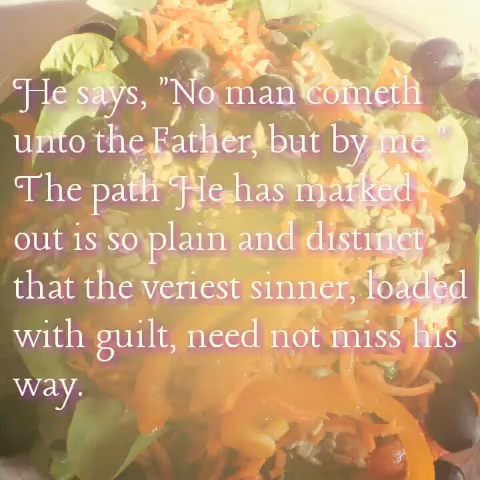 He says, "No man cometh
unto the Father, but by me."
The path He has marked
out is so plain and distinct
that the veriest sinner, loaded
with guilt, need not miss his
way.